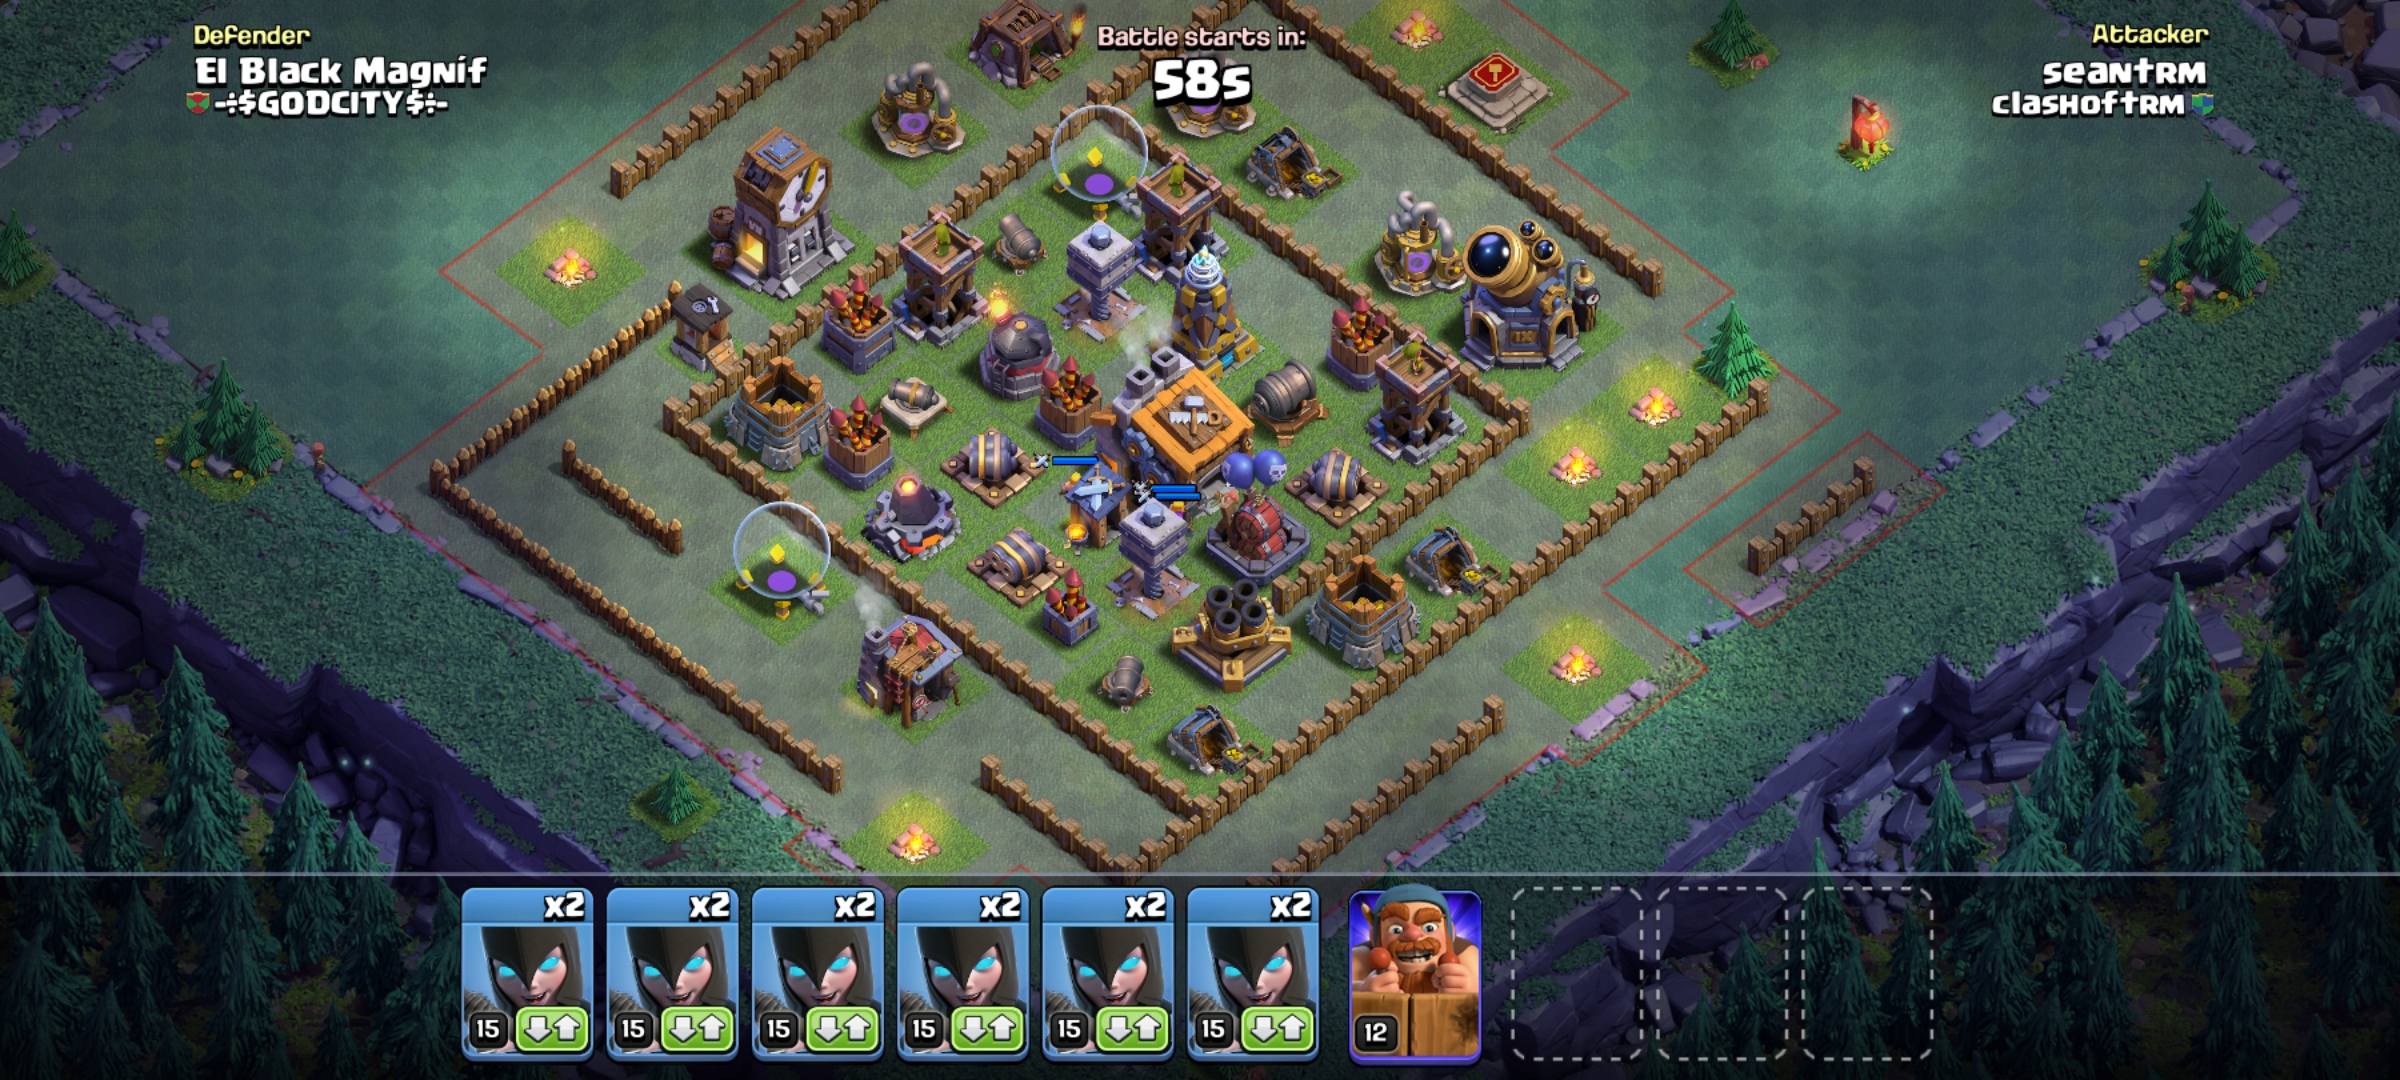 Defender
El Black Magnif
-÷$GODCITY$÷-
Battle starts in:
58s
Attacker
seantRM
clashoftRM
x2
x2
x2
x2
x2
x2
15
15
15
15
15
15
12